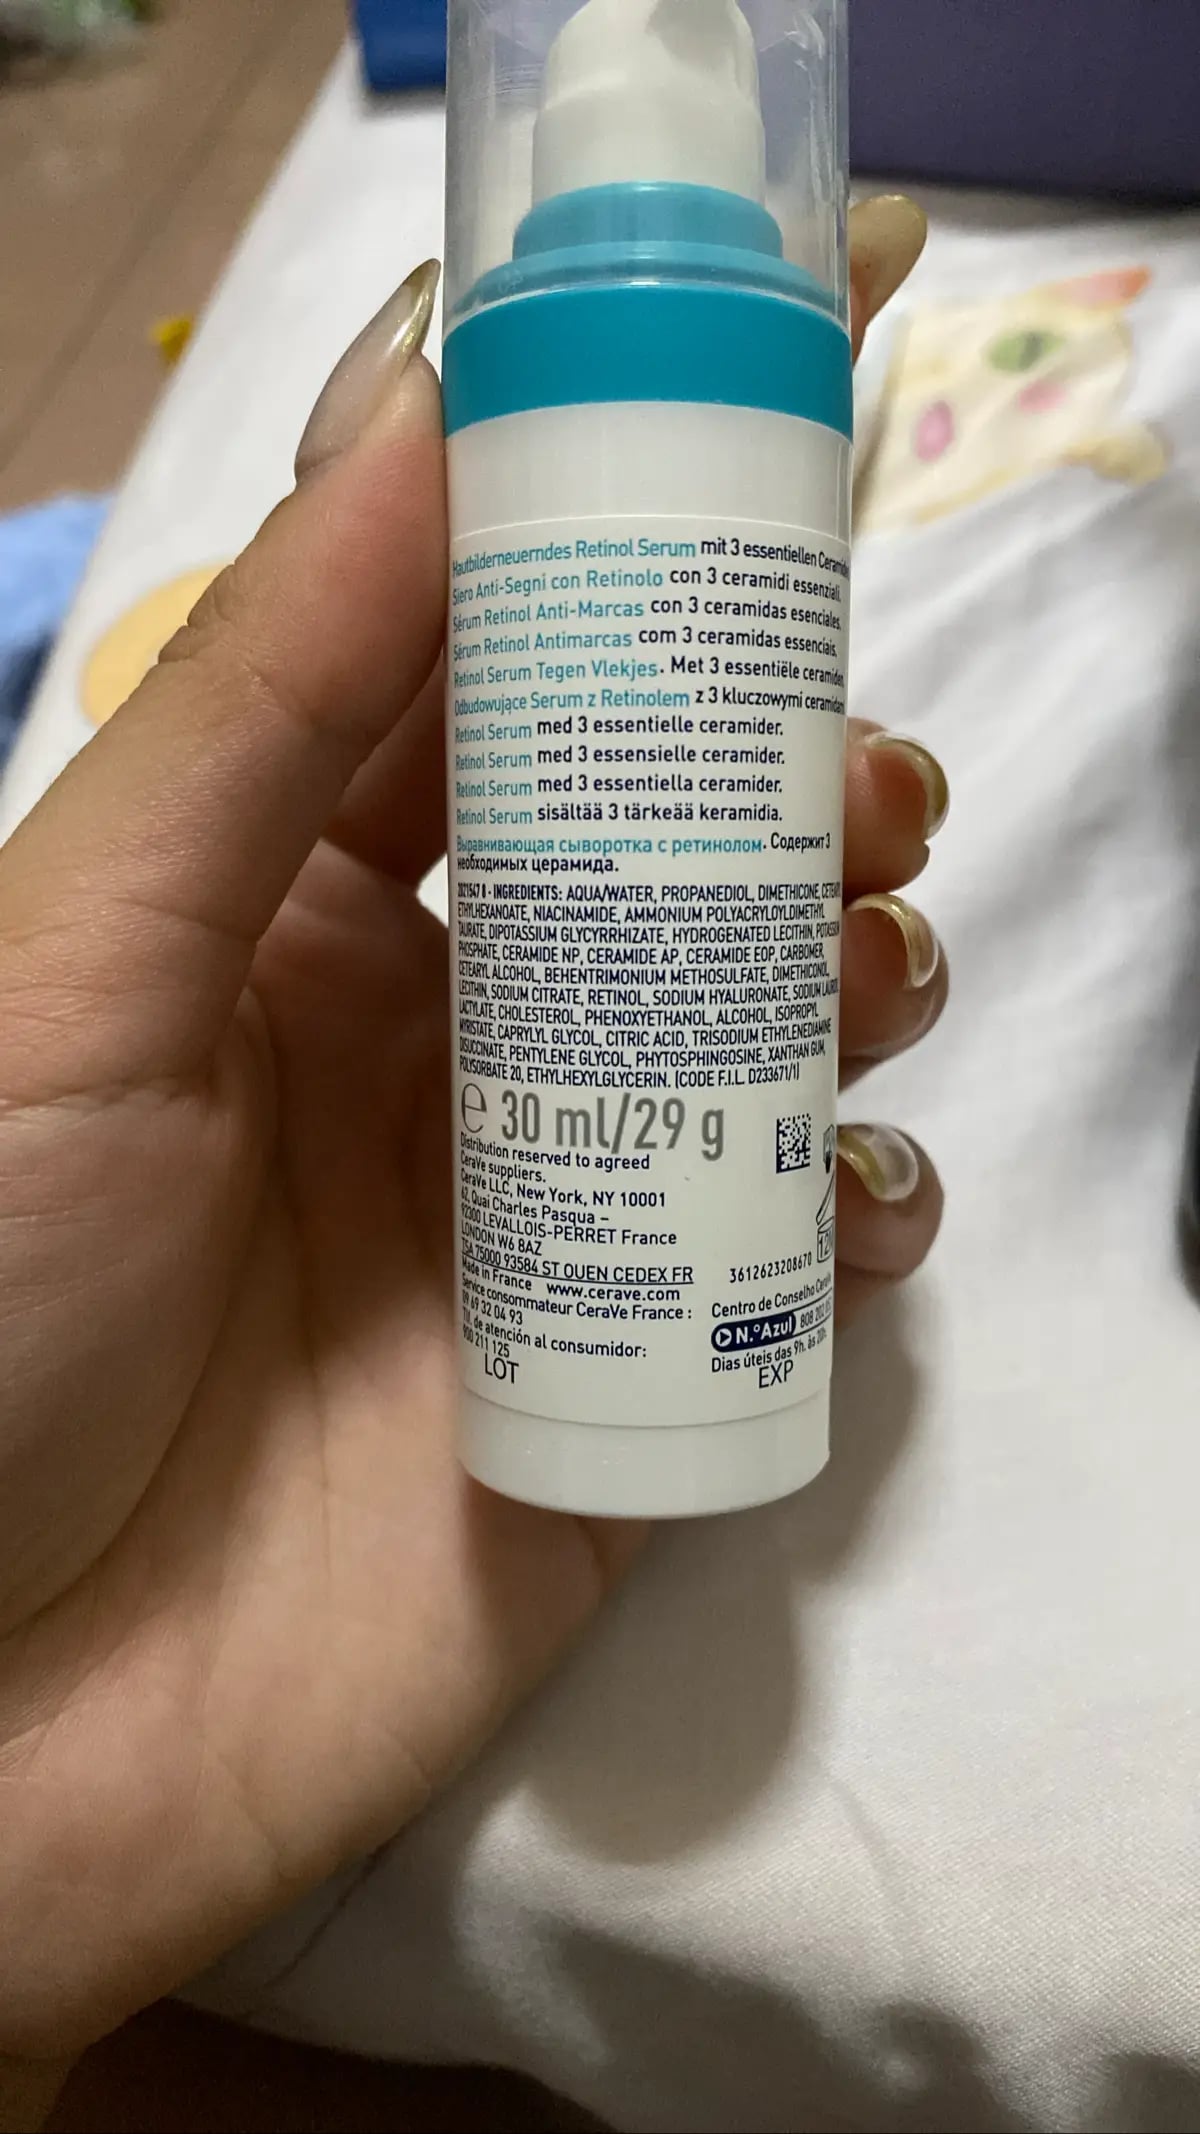 Hautbilderneuerndes Retinol Serum mit 3 essentiellen
Siero Anti-Segni con Retinolo con 3 ceramidi essenziali.
Sérum Retinol Anti-Marcas con 3 ceramidas esenciales.
Sérum Retinol Antimarcas com 3 ceramidas essenciais.
Retinol Serum Tegen Vlekjes. Met 3 essentiële
Odbudowujące Serum z Retinolem z 3 kluczowymi
Retinol Serum med 3 essentielle ceramider.
Retinol Serum med 3 essensielle ceramider.
Retinol Serum med 3 essentiella ceramider.
Retinol Serum sisältää 3 tärkeää keramidia.
Выравнивающая сыворотка с ретинолом. Содержит 3
необходимых церамида.
2021547 8 - INGREDIENTS: AQUA/WATER, PROPANEDIOL, DIMETHICONE,
ETHYLHEXANOATE, NIACINAMIDE, AMMONIUM POLYACRYLOYLDIMETHYL
TAURATE, DIPOTASSIUM GLYCYRRHIZATE, HYDROGENATED LECITHIN,
PHOSPHATE, CERAMIDE NP, CERAMIDE AP, CERAMIDE EOP, CARBOMER,
CETEARYL ALCOHOL, BEHENTRIMONIUM METHOSULFATE, DIMETHICONOL,
LECITHIN, SODIUM CITRATE, RETINOL, SODIUM HYALURONATE, SODIUM
LACTYLATE, CHOLESTEROL, PHENOXYETHANOL, ALCOHOL, ISOPROPYL
MYRISTATE, CAPRYLYL GLYCOL, CITRIC ACID, TRISODIUM ETHYLENEDIAMINE
DISUCCINATE, PENTYLENE GLYCOL, PHYTOSPHINGOSINE, XANTHAN GUM,
POLYSORBATE 20, ETHYLHEXYLGLYCERIN. (CODE F.I.L. D233671/1)
e 30 ml/29 g
Distribution reserved to agreed
CeraVe suppliers.
CeraVe LLC, New York, NY 10001
62, Quai Charles Pasqua –
92300 LEVALLOIS-PERRET France
LONDON W6 8AZ
TSA 75000 93584 ST OUEN CEDEX FR
Made in France www.cerave.com
Service consommateur CeraVe France :
09 69 32 04 93
Tlf. de atención al consumidor:
900 211 125
LOT
3612623208670
Centro de Conselho
N.º Azul 808 202
Dias úteis das 9h. às
EXP